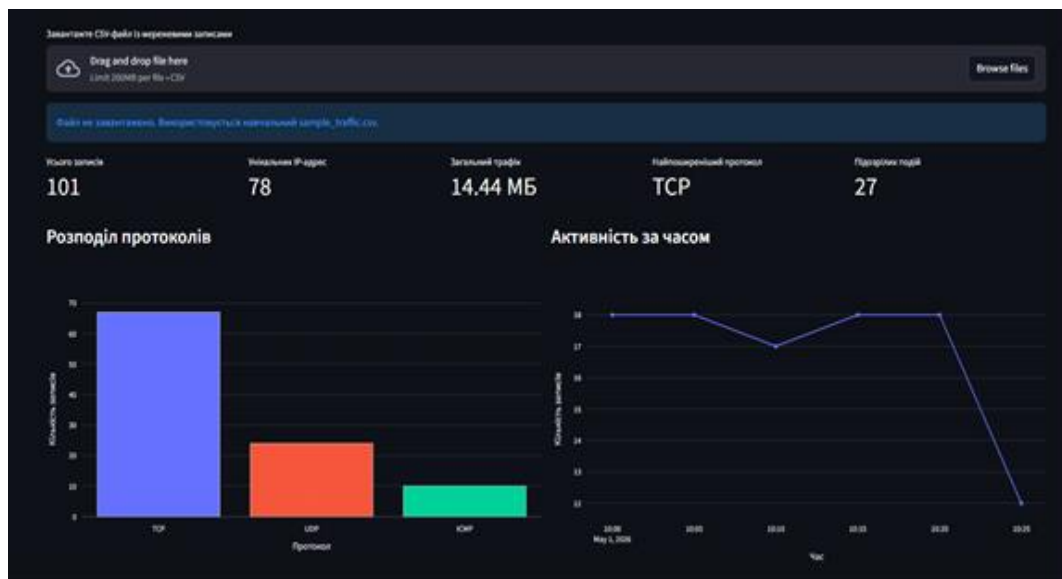 Завантажте CSV-файл із мережевими записами
Drag and drop file here
Limit 200MB per file • CSV
Browse files
Файл не завантажено. Використовується навчальний sample_traffic.csv.
Усього записів
Унікальних IP-адрес
Загальний трафік
Найпоширеніший протокол
Підозрілих подій
101
78
14.44 МБ
TCP
27
Розподіл протоколів
Активність за часом
70
60
50
40
30
20
10
0
Кількість записів
TCP
UDP
ICMP
Протокол
18
17
16
15
14
13
12
Кількість записів
10:00
May 1, 2026
10:05
10:10
10:15
10:20
10:25
Час